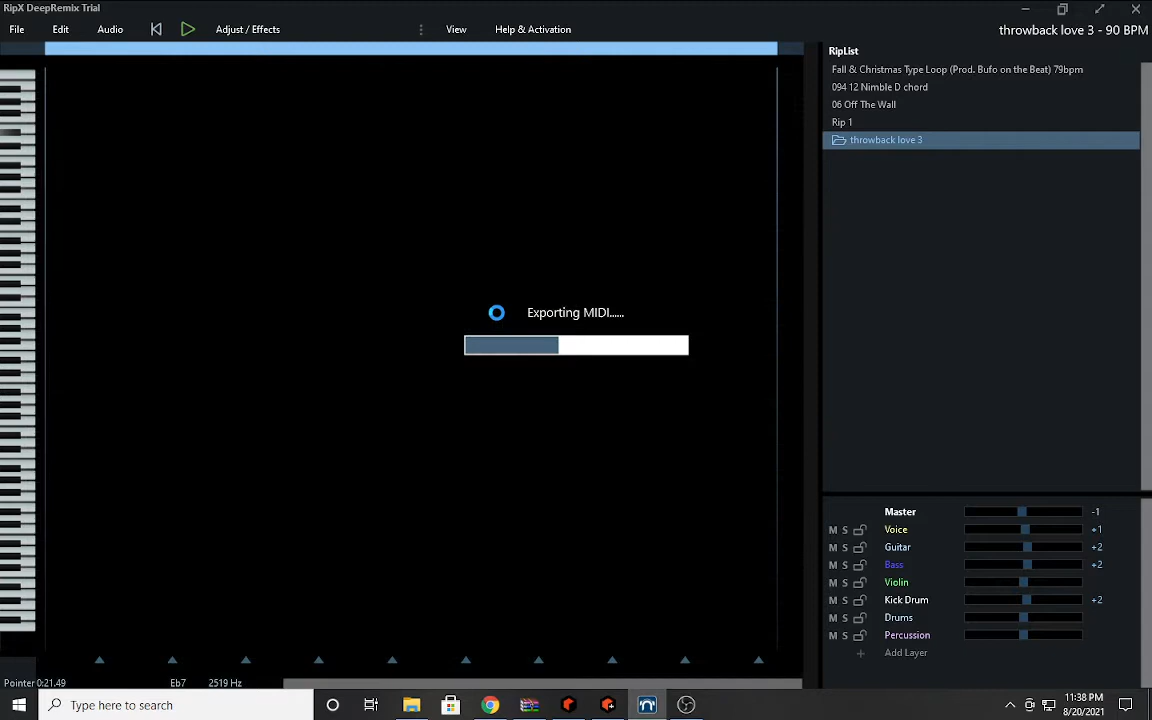 RipX DeepRemix Trial
File Edit Audio Adjust / Effects View Help & Activation throwback love 3 - 90 BPM
RipList
Fall & Christmas Type Loop (Prod. Bufo on the Beat) 79bpm
094 12 Nimble D chord
06 Off The Wall
Rip 1
throwback love 3
Exporting MIDI......
Master -1
M S Voice +1
M S Guitar +2
M S Bass +2
M S Violin
M S Kick Drum +2
M S Drums
M S Percussion
+ Add Layer
Pointer 0:21.49 Eb7 2519 Hz
Type here to search
11:38 PM
8/20/2021